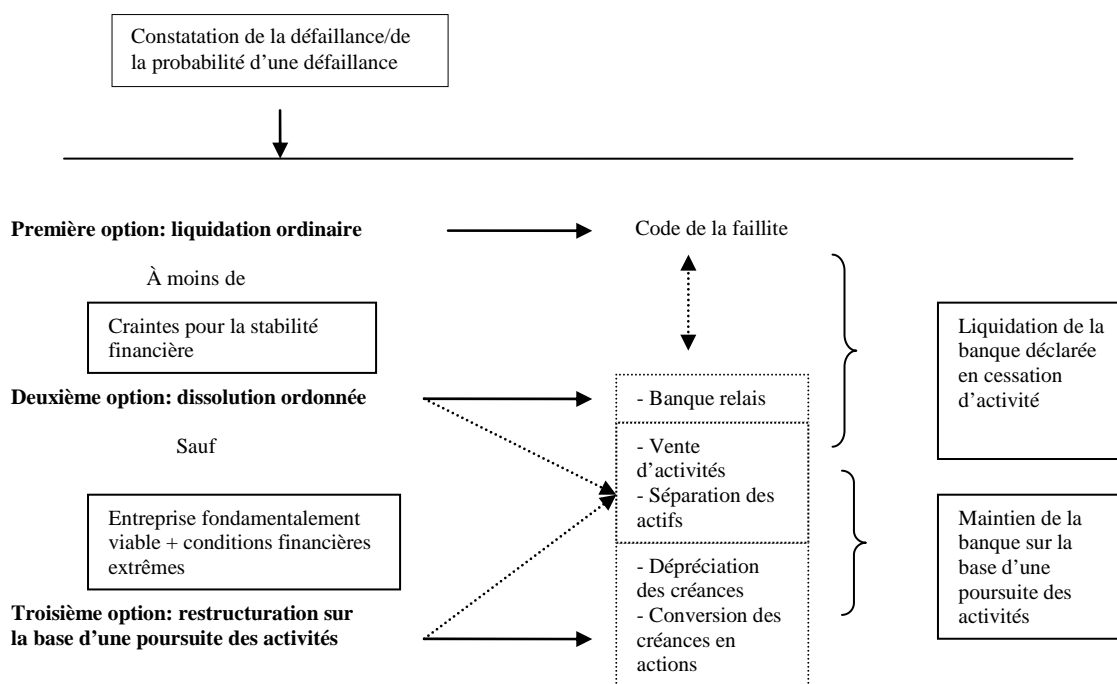 Constatation de la défaillance/de
la probabilité d'une défaillance
Première option: liquidation ordinaire
Code de la faillite
À moins de
Craintes pour la stabilité
financière
Liquidation de la
banque déclarée
en cessation
d'activité
Deuxième option: dissolution ordonnée
- Banque relais
Sauf
- Vente
d'activités
- Séparation des
actifs
Entreprise fondamentalement
viable + conditions financières
extrêmes
Maintien de la
banque sur la
base d'une
poursuite des
activités
Troisième option: restructuration sur
la base d'une poursuite des activités
- Dépréciation
des créances
- Conversion des
créances en
actions